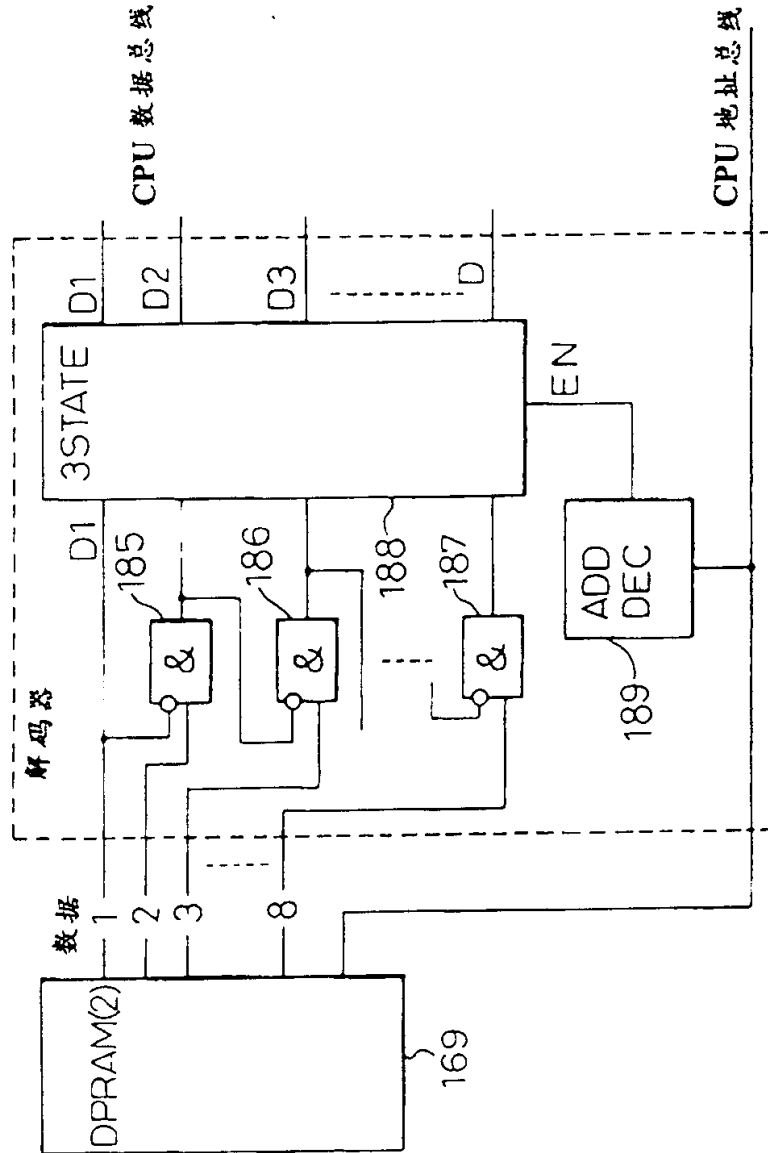 解码器
数据
CPU 数据总线
CPU 地址总线
DPRAM(2)
1
2
3
8
169
D1
185
&
186
&
187
&
188
3STATE
D1
D2
D3
D
EN
ADD
DEC
189